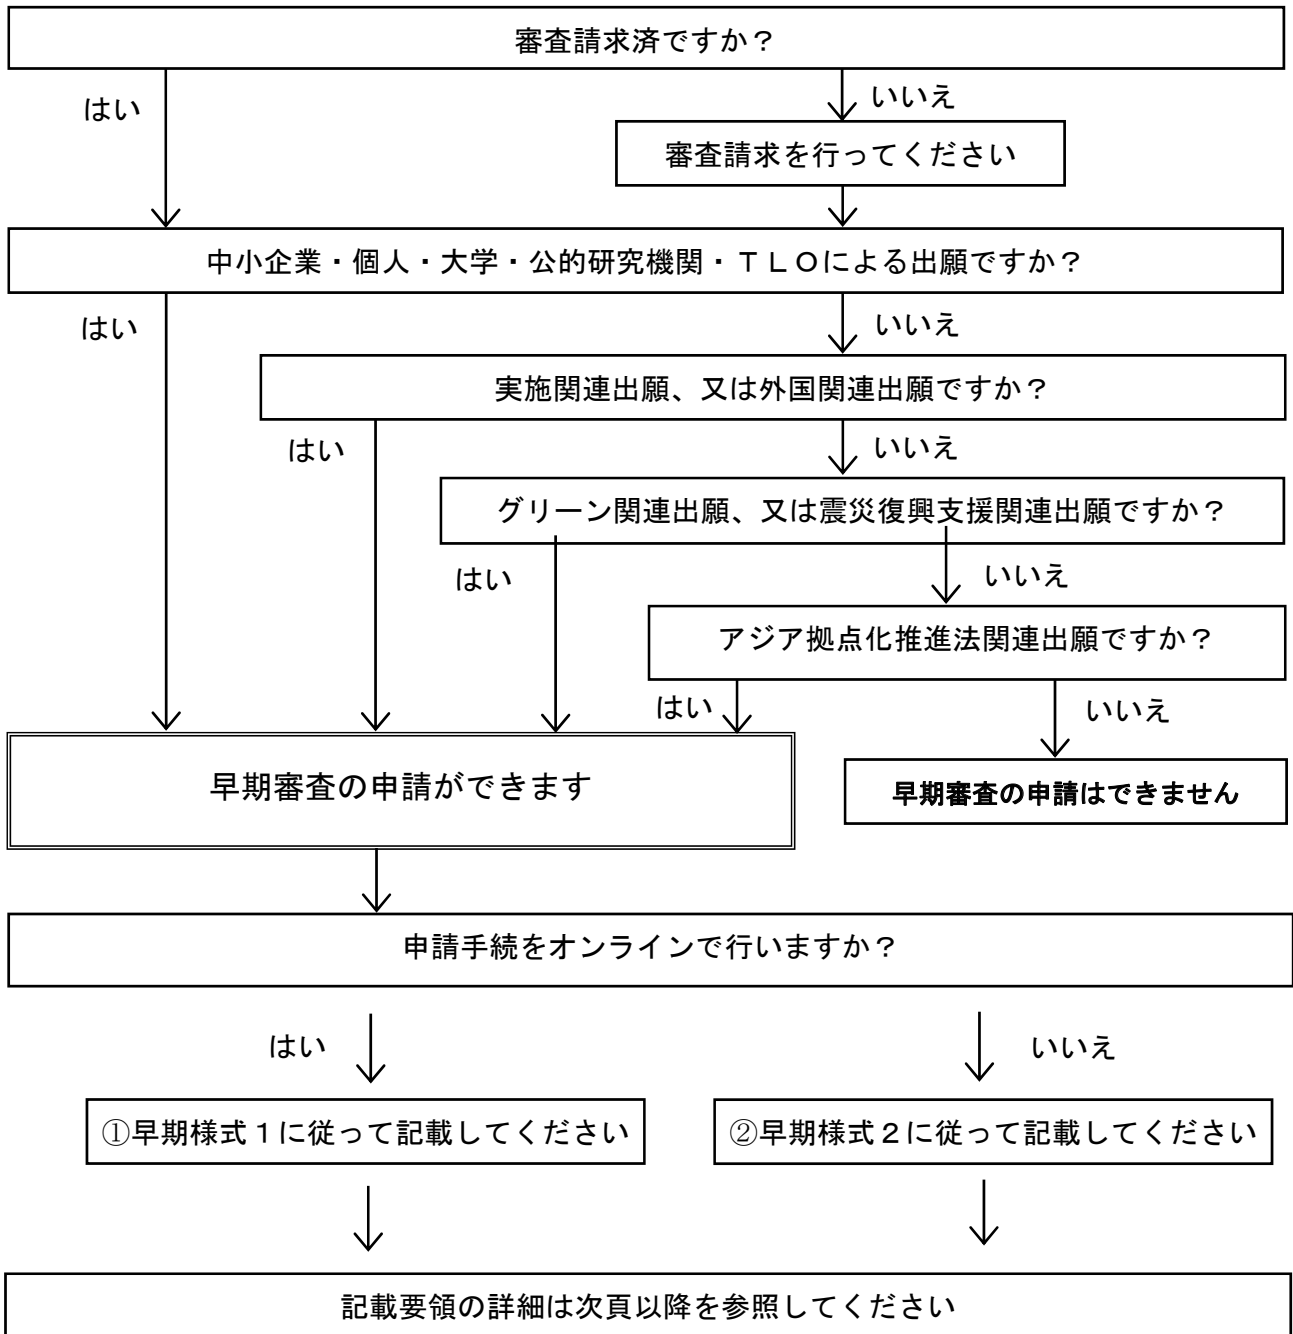 審査請求済ですか？
はい
いいえ
審査請求を行ってください
中小企業・個人・大学・公的研究機関・ＴＬＯによる出願ですか？
はい
いいえ
実施関連出願、又は外国関連出願ですか？
はい
いいえ
グリーン関連出願、又は震災復興支援関連出願ですか？
はい
いいえ
アジア拠点化推進法関連出願ですか？
はい
いいえ
早期審査の申請ができます
早期審査の申請はできません
申請手続をオンラインで行いますか？
はい
いいえ
①早期様式１に従って記載してください
②早期様式２に従って記載してください
記載要領の詳細は次頁以降を参照してください